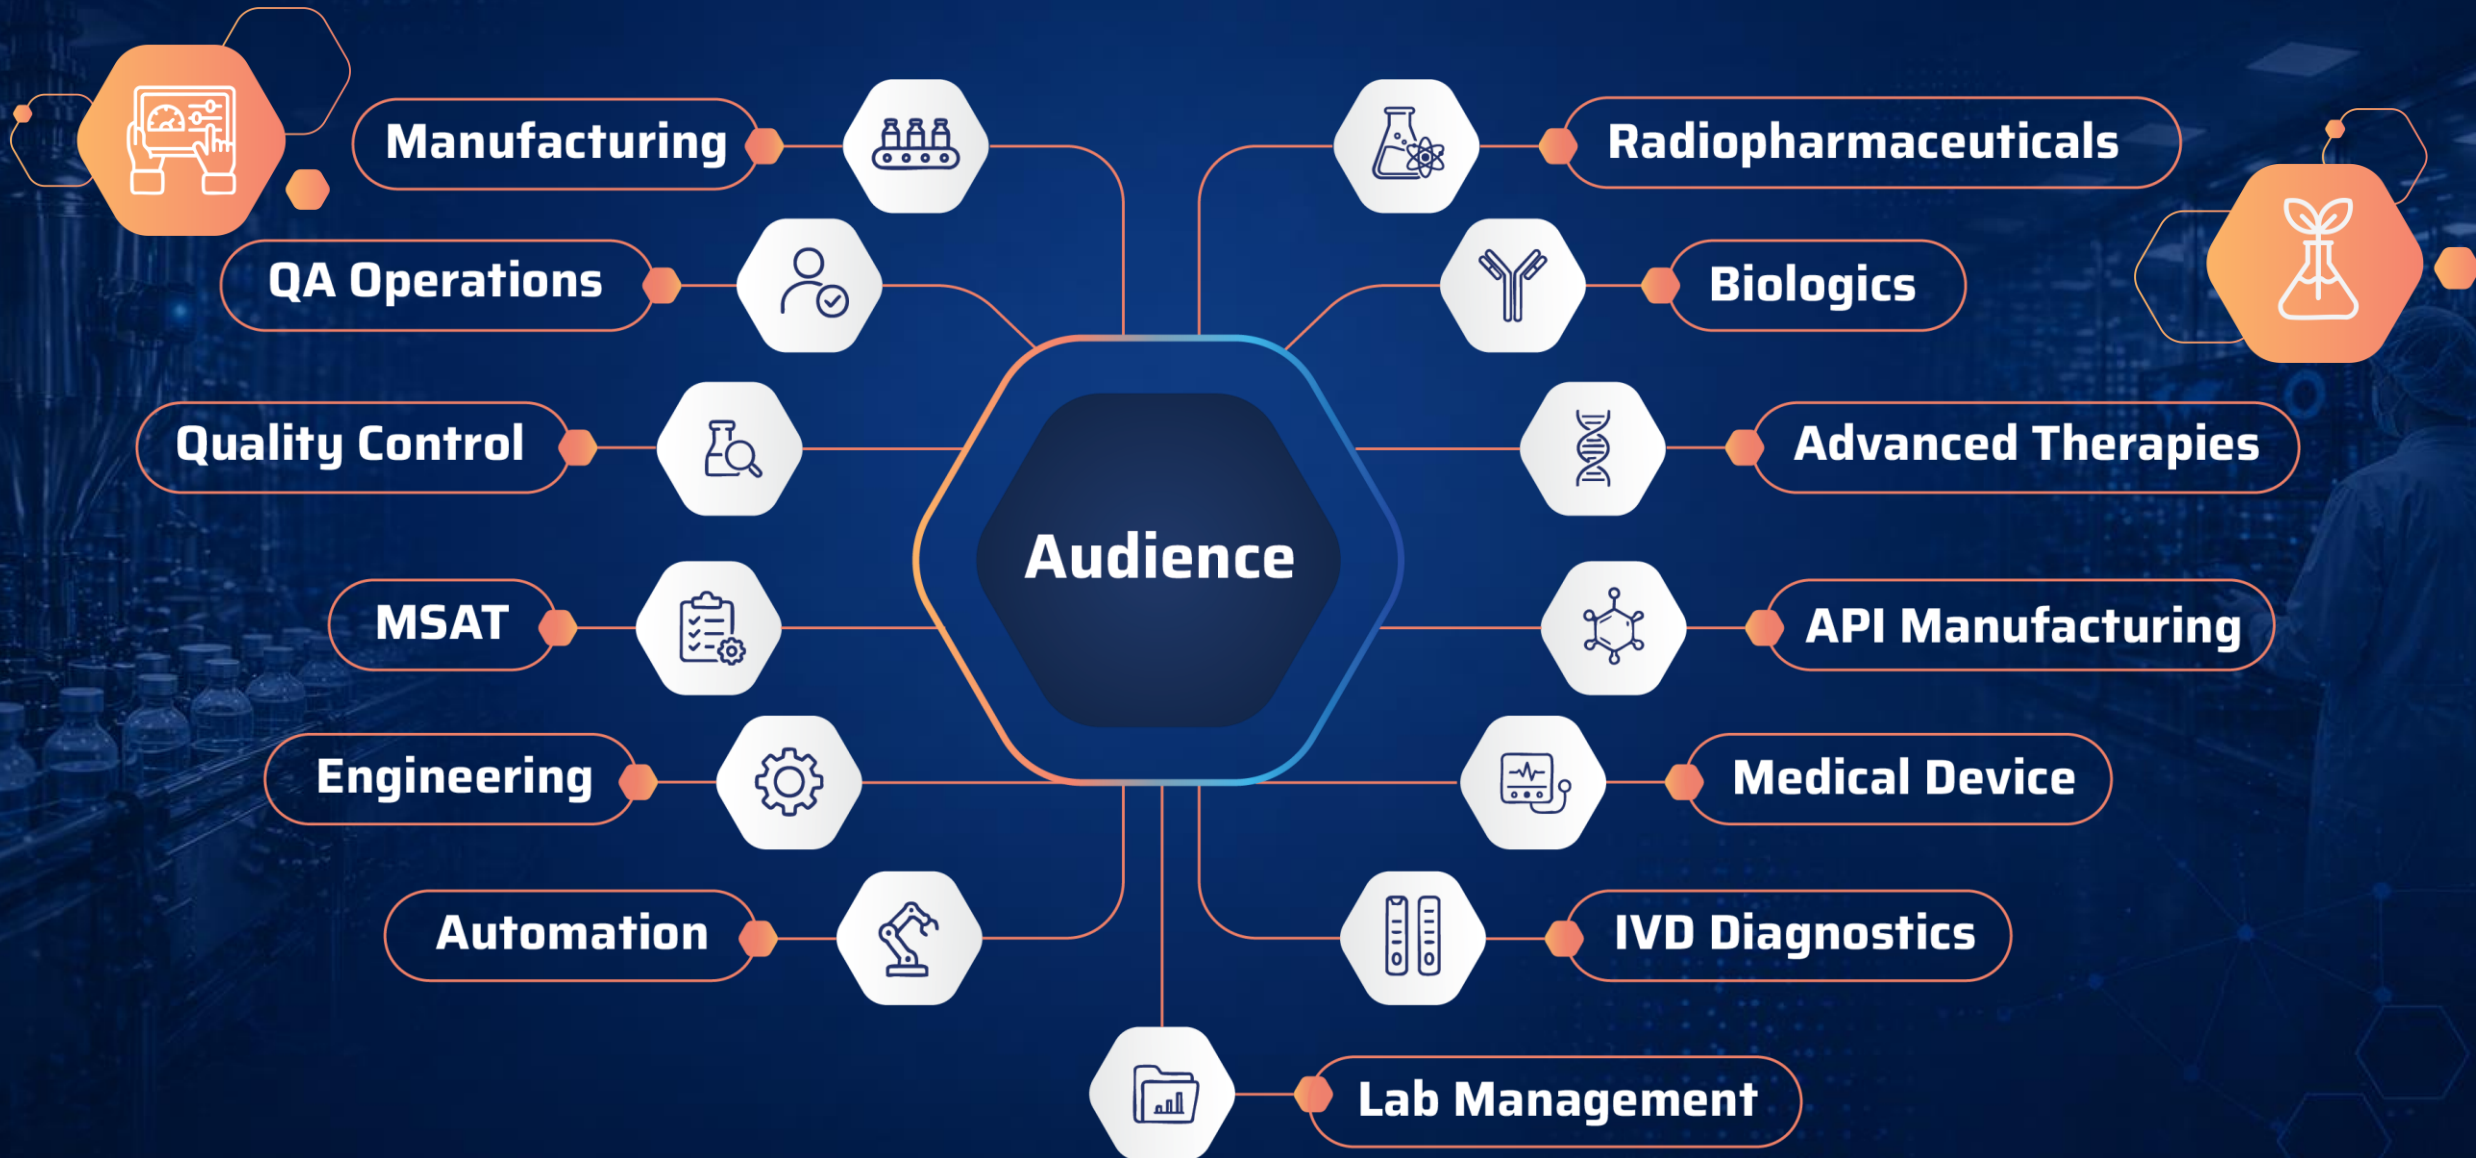 Manufacturing
QA Operations
Quality Control
MSAT
Engineering
Automation
Audience
Radiopharmaceuticals
Biologics
Advanced Therapies
API Manufacturing
Medical Device
IVD Diagnostics
Lab Management